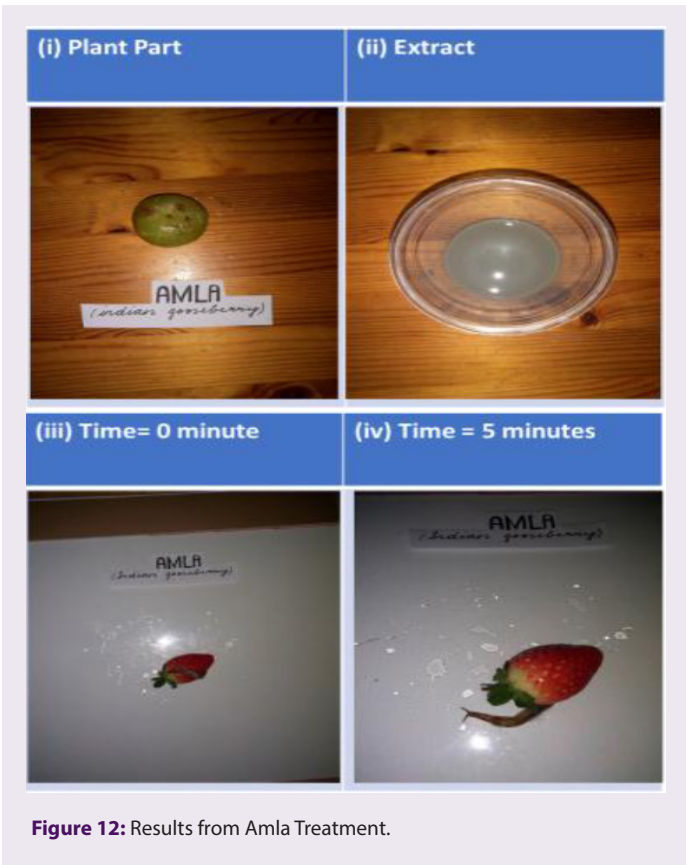 (i) Plant Part
(ii) Extract
AMLA
(indian gooseberry)
(iii) Time= 0 minute
(iv) Time = 5 minutes
AMLA
(Indian gooseberry)
AMLA
(Indian gooseberry)
Figure 12: Results from Amla Treatment.